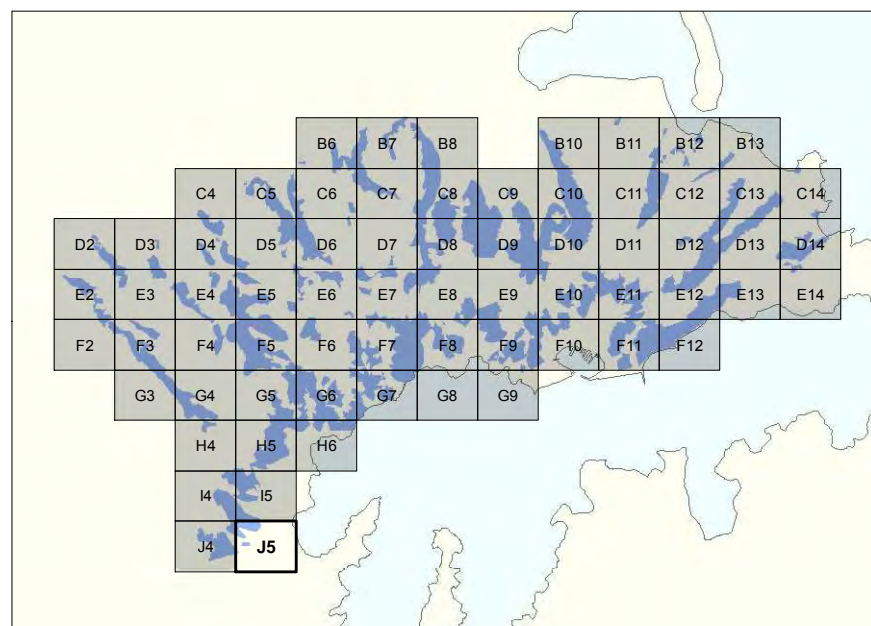 B6 B7 B8 B10 B11 B12 B13
C4 C5 C6 C7 C8 C9 C10 C11 C12 C13 C14
D2 D3 D4 D5 D6 D7 D8 D9 D10 D11 D12 D13 D14
E2 E3 E4 E5 E6 E7 E8 E9 E10 E11 E12 E13 E14
F2 F3 F4 F5 F6 F7 F8 F9 F10 F11 F12
G3 G4 G5 G6 G7 G8 G9
H4 H5 H6
I4 I5
J4 J5